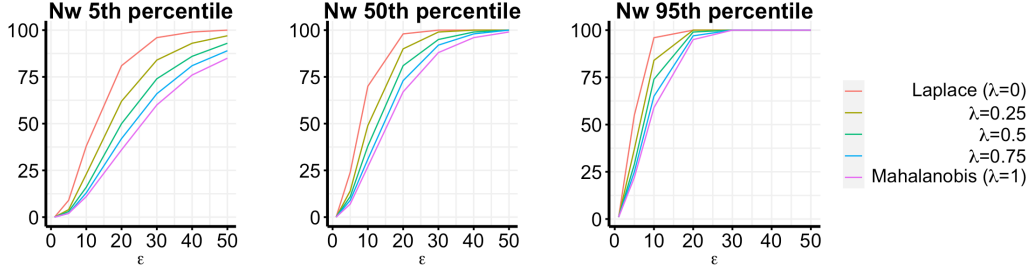 Nw 5th percentile
100
75
50
25
0
0 10 20 30 40 50
ε
Nw 50th percentile
100
75
50
25
0
0 10 20 30 40 50
ε
Nw 95th percentile
100
75
50
25
0
0 10 20 30 40 50
ε
Laplace (λ=0)
λ=0.25
λ=0.5
λ=0.75
Mahalanobis (λ=1)